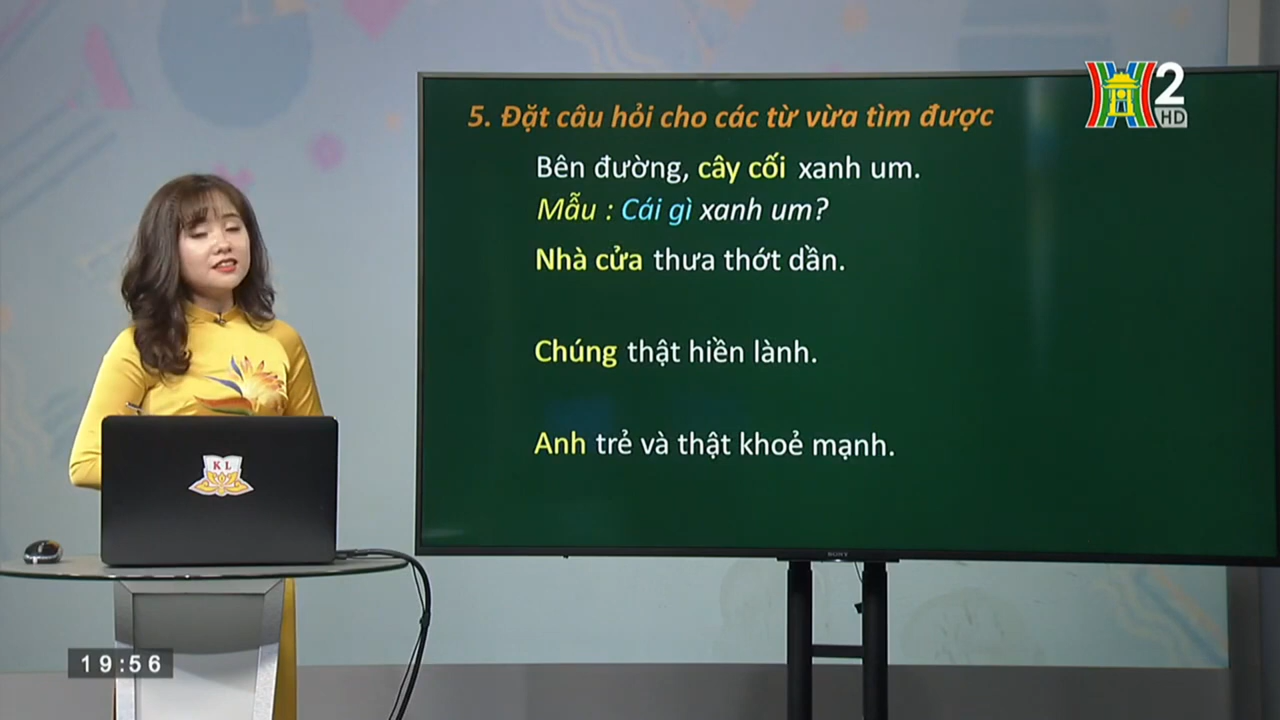 2
HD
5. Đặt câu hỏi cho các từ vừa tìm được
Bên đường, cây cối xanh um.
Mẫu : Cái gì xanh um?
Nhà cửa thưa thớt dần.
Chúng thật hiền lành.
Anh trẻ và thật khoẻ mạnh.
K L
SONY
19:56